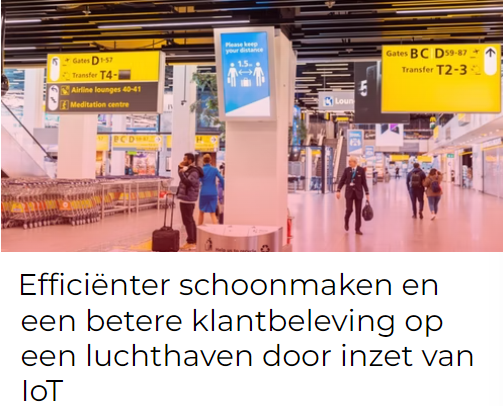 Gates D1-57
Transfer T4-
Airline lounges 40-41
Meditation centre
Please keep
your distance
1.5m
Gates B C D59-87
Transfer T2-3
Loun
Efficiënter schoonmaken en
een betere klantbeleving op
een luchthaven door inzet van
IoT